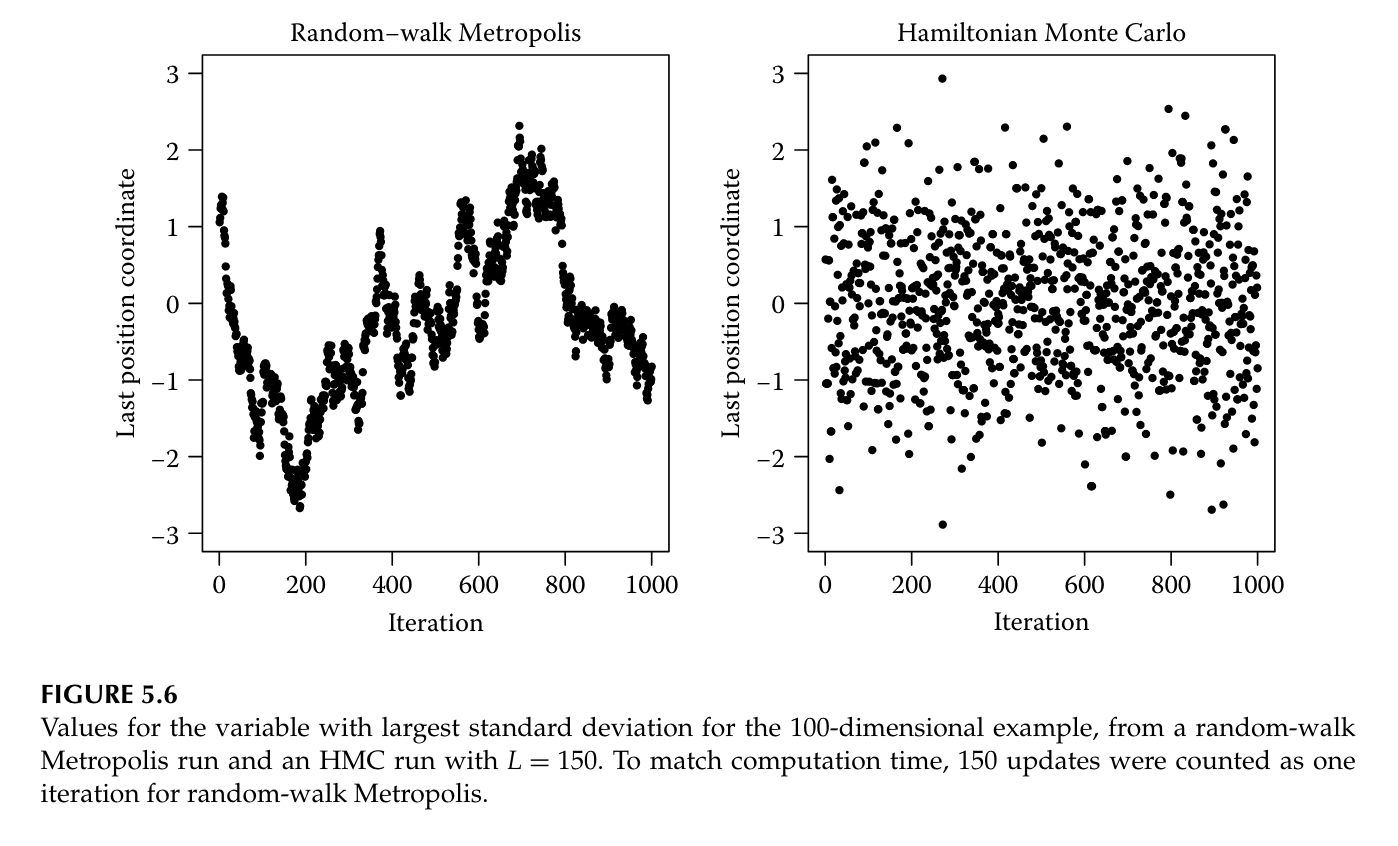 Random–walk Metropolis
Hamiltonian Monte Carlo
3
2
1
0
−1
−2
−3
Last position coordinate
0 200 400 600 800 1000
Iteration
3
2
1
0
−1
−2
−3
Last position coordinate
0 200 400 600 800 1000
Iteration
FIGURE 5.6
Values for the variable with largest standard deviation for the 100-dimensional example, from a random-walk
Metropolis run and an HMC run with L = 150. To match computation time, 150 updates were counted as one
iteration for random-walk Metropolis.